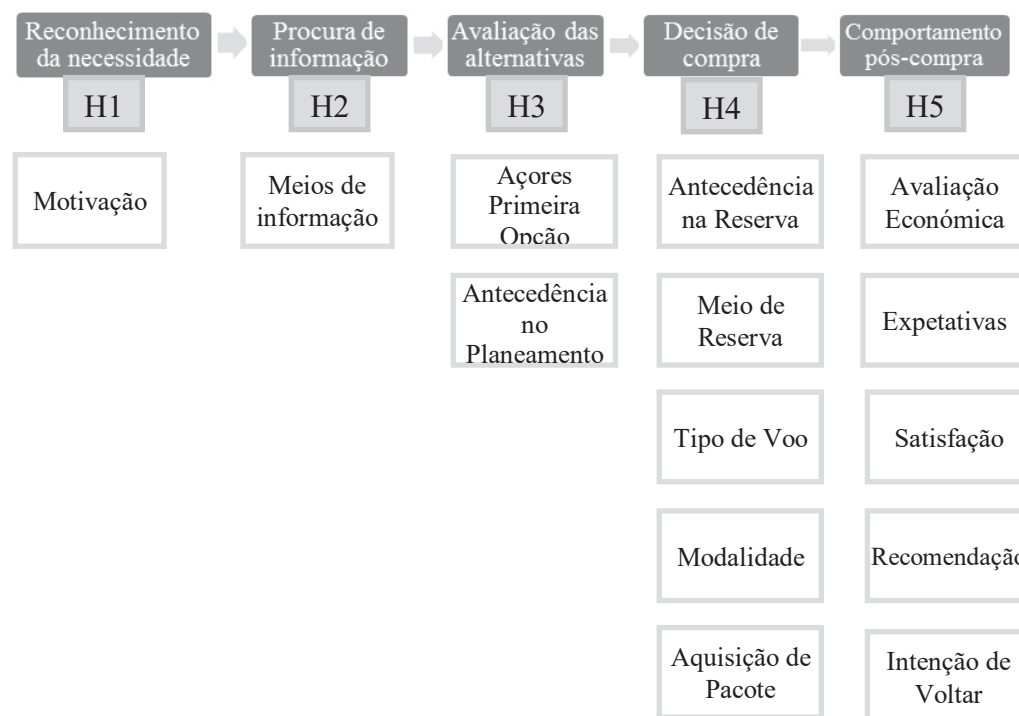 Reconhecimento
da necessidade
Procura de
informação
Avaliação das
alternativas
Decisão de
compra
Comportamento
pós-compra
H1
H2
H3
H4
H5
Motivação
Meios de
informação
Açores
Primeira
Opção
Antecedência
na Reserva
Avaliação
Económica
Antecedência
no
Planeamento
Meio de
Reserva
Expetativas
Tipo de Voo
Satisfação
Modalidade
Recomendação
Aquisição de
Pacote
Intenção de
Voltar